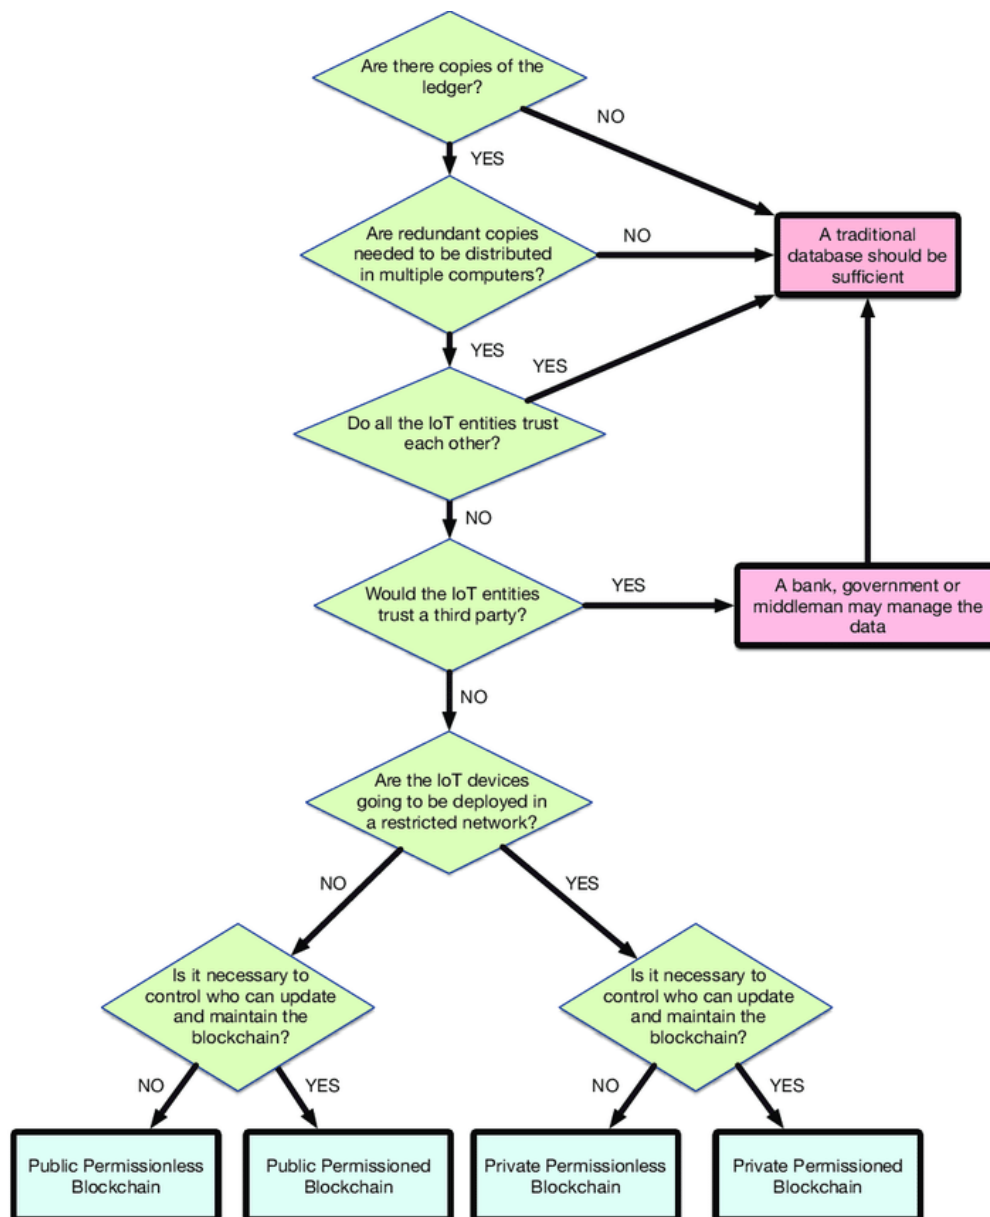 Are there copies of the
ledger?
NO
YES
Are redundant copies
needed to be distributed
in multiple computers?
NO
A traditional
database should be
sufficient
YES
YES
Do all the IoT entities trust
each other?
NO
Would the IoT entities
trust a third party?
YES
A bank, government or
middleman may manage the
data
NO
Are the IoT devices
going to be deployed in
a restricted network?
NO
YES
Is it necessary to
control who can update
and maintain the
blockchain?
Is it necessary to
control who can update
and maintain the
blockchain?
NO
YES
NO
YES
Public Permissionless
Blockchain
Public Permissioned
Blockchain
Private Permissionless
Blockchain
Private Permissioned
Blockchain